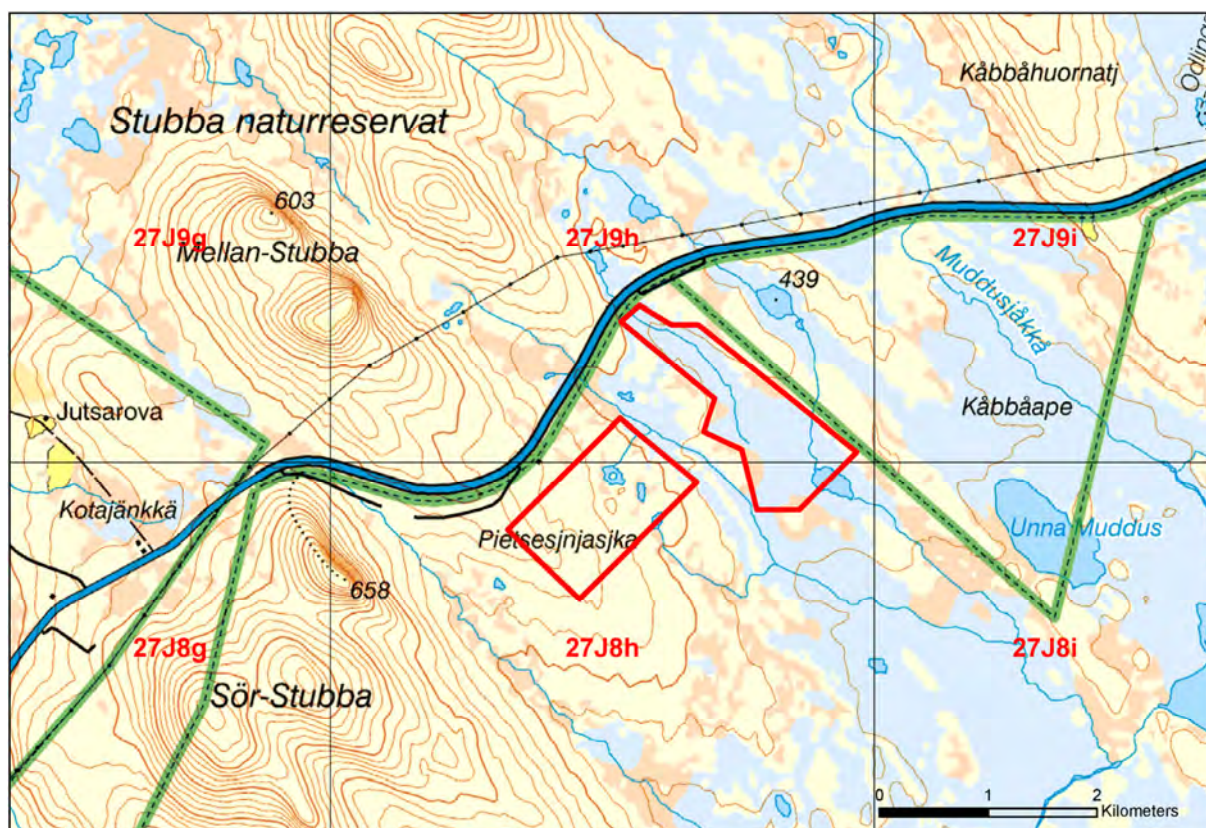 Kåbbåhuornatj
Stubba naturreservat
603
27J9g
27J9h
27J9i
Mellan-Stubba
439
Muddusjåkkå
Jutsarova
Kåbbåape
Kotajänkkä
Unna Muddus
Pietsesjnjasjka
658
27J8g
27J8h
27J8i
Sör-Stubba
0 1 2
Kilometers